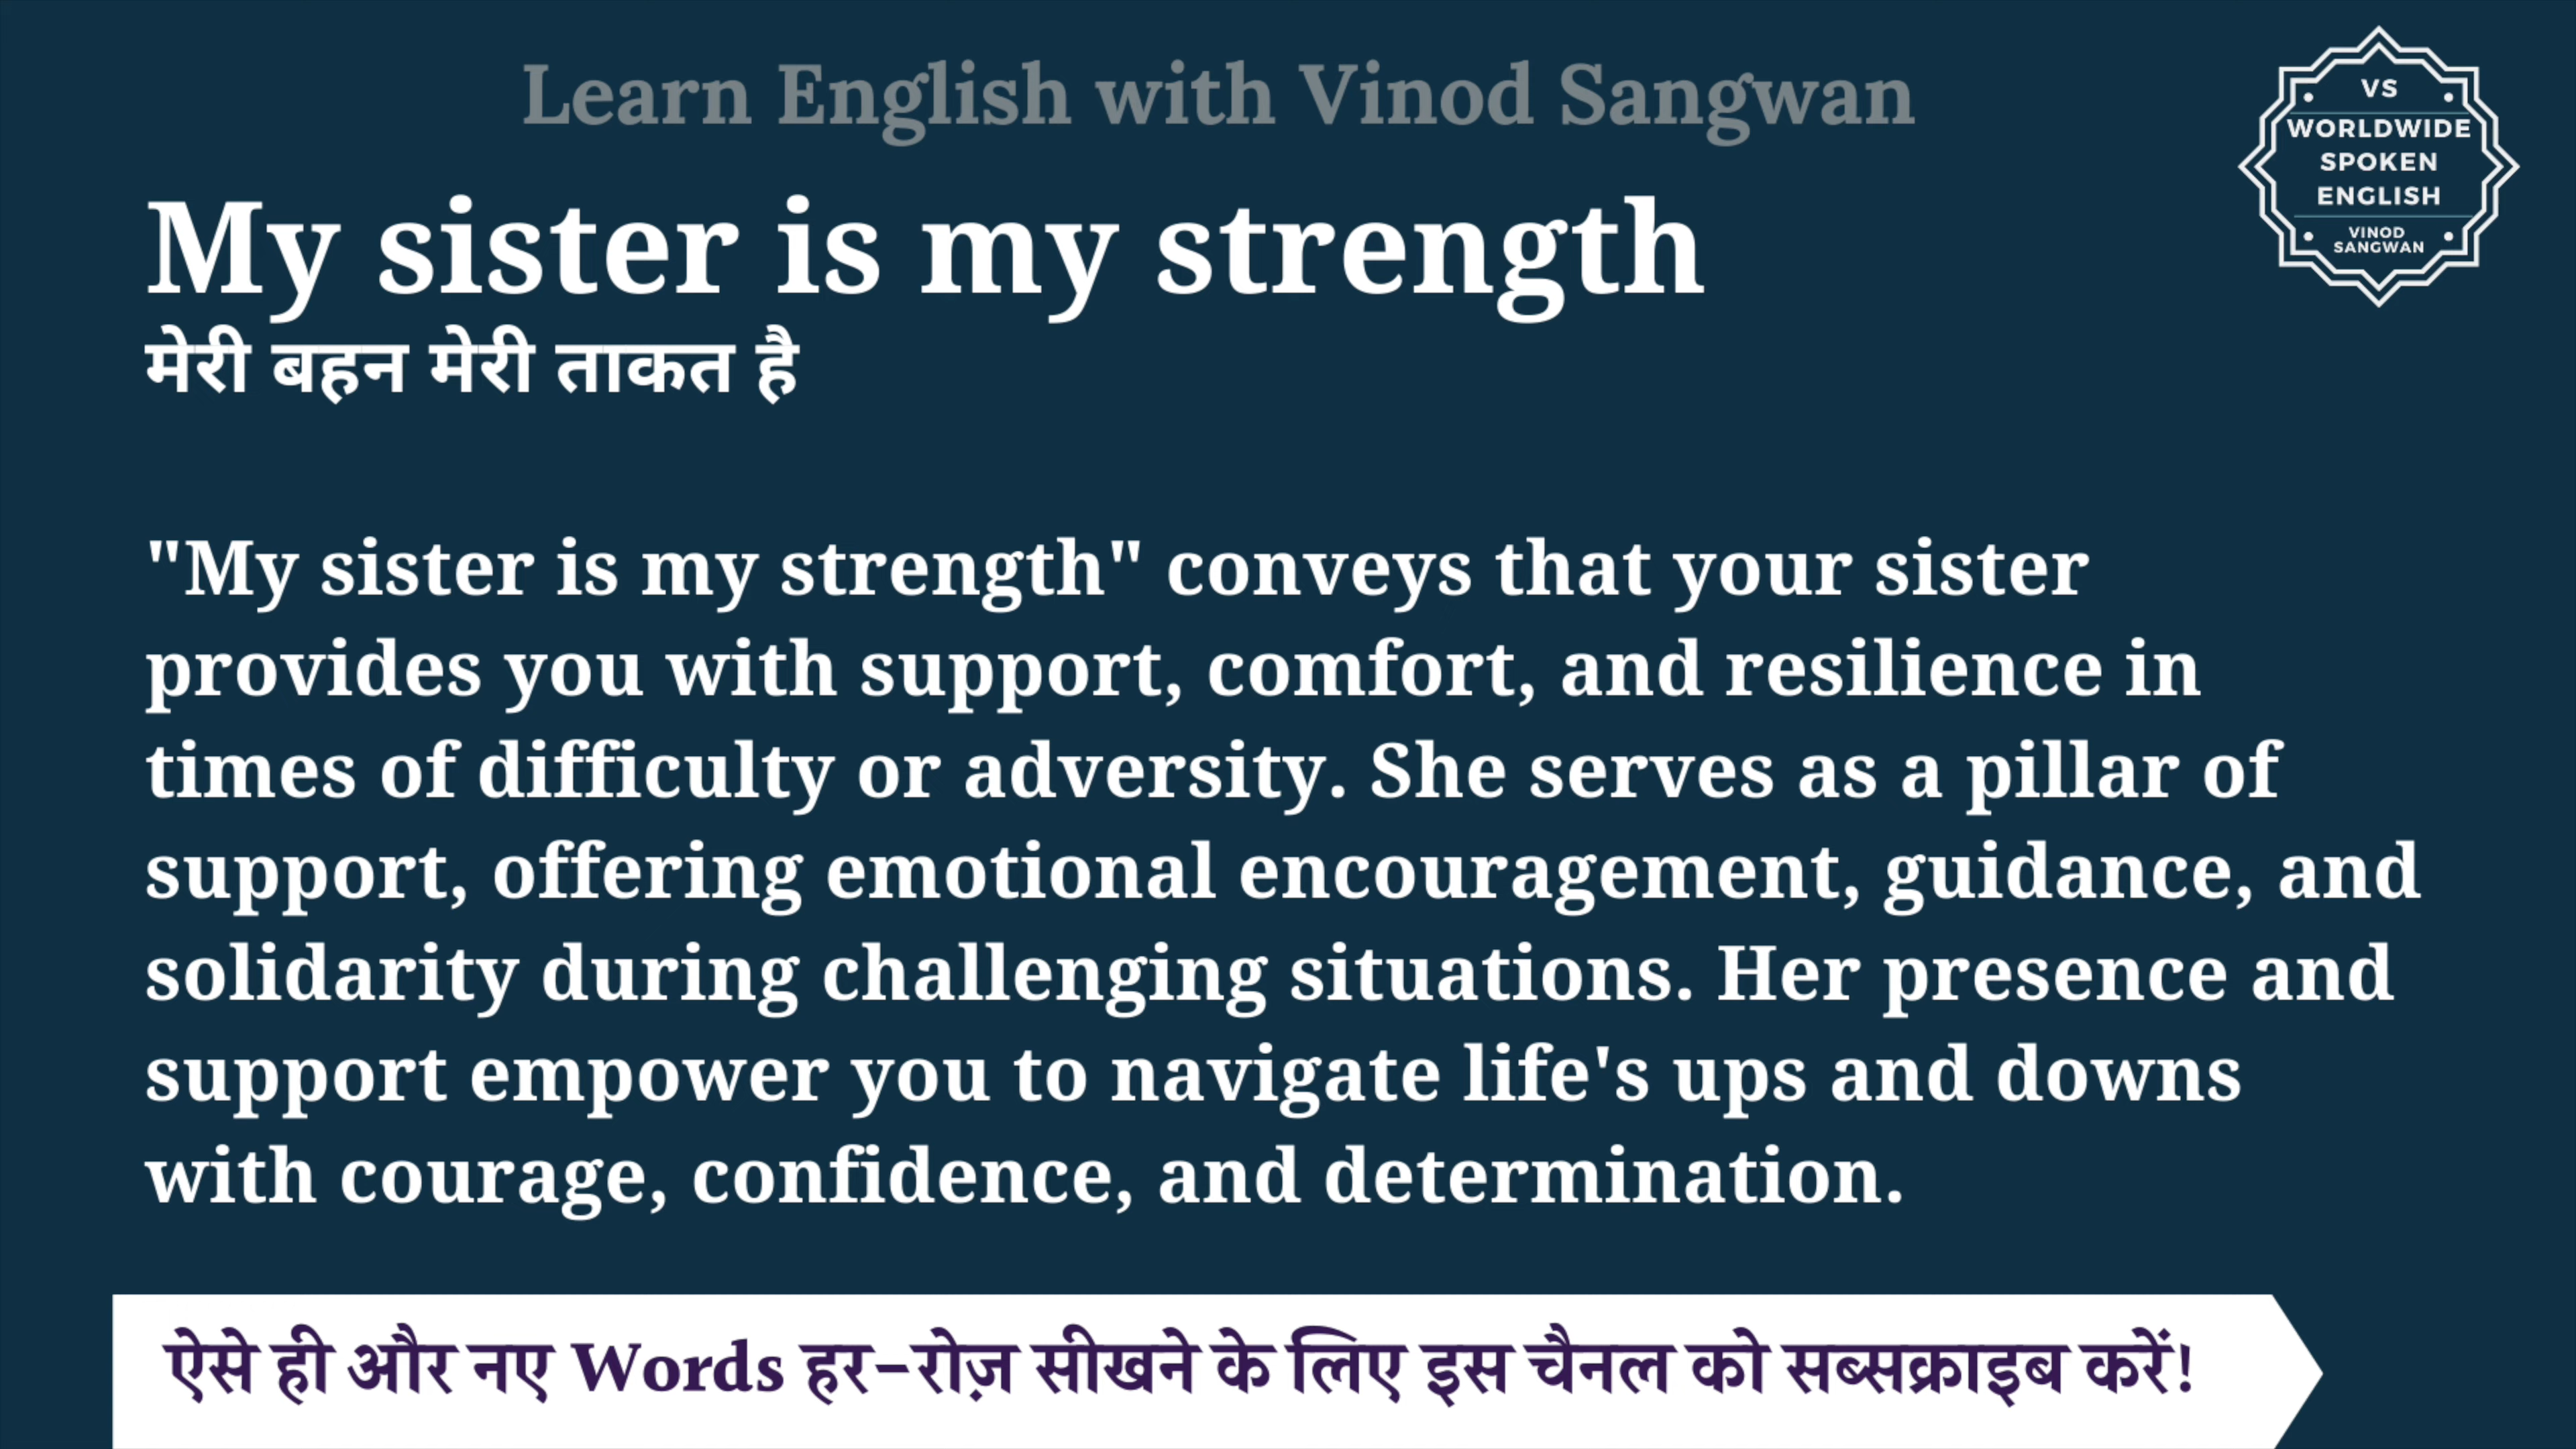 Learn English with Vinod Sangwan
VS
WORLDWIDE
SPOKEN
ENGLISH
VINOD
SANGWAN
My sister is my strength
मेरी बहन मेरी ताकत है
"My sister is my strength" conveys that your sister
provides you with support, comfort, and resilience in
times of difficulty or adversity. She serves as a pillar of
support, offering emotional encouragement, guidance, and
solidarity during challenging situations. Her presence and
support empower you to navigate life's ups and downs
with courage, confidence, and determination.
ऐसे ही और नए Words हर-रोज़ सीखने के लिए इस चैनल को सब्सक्राइब करें!